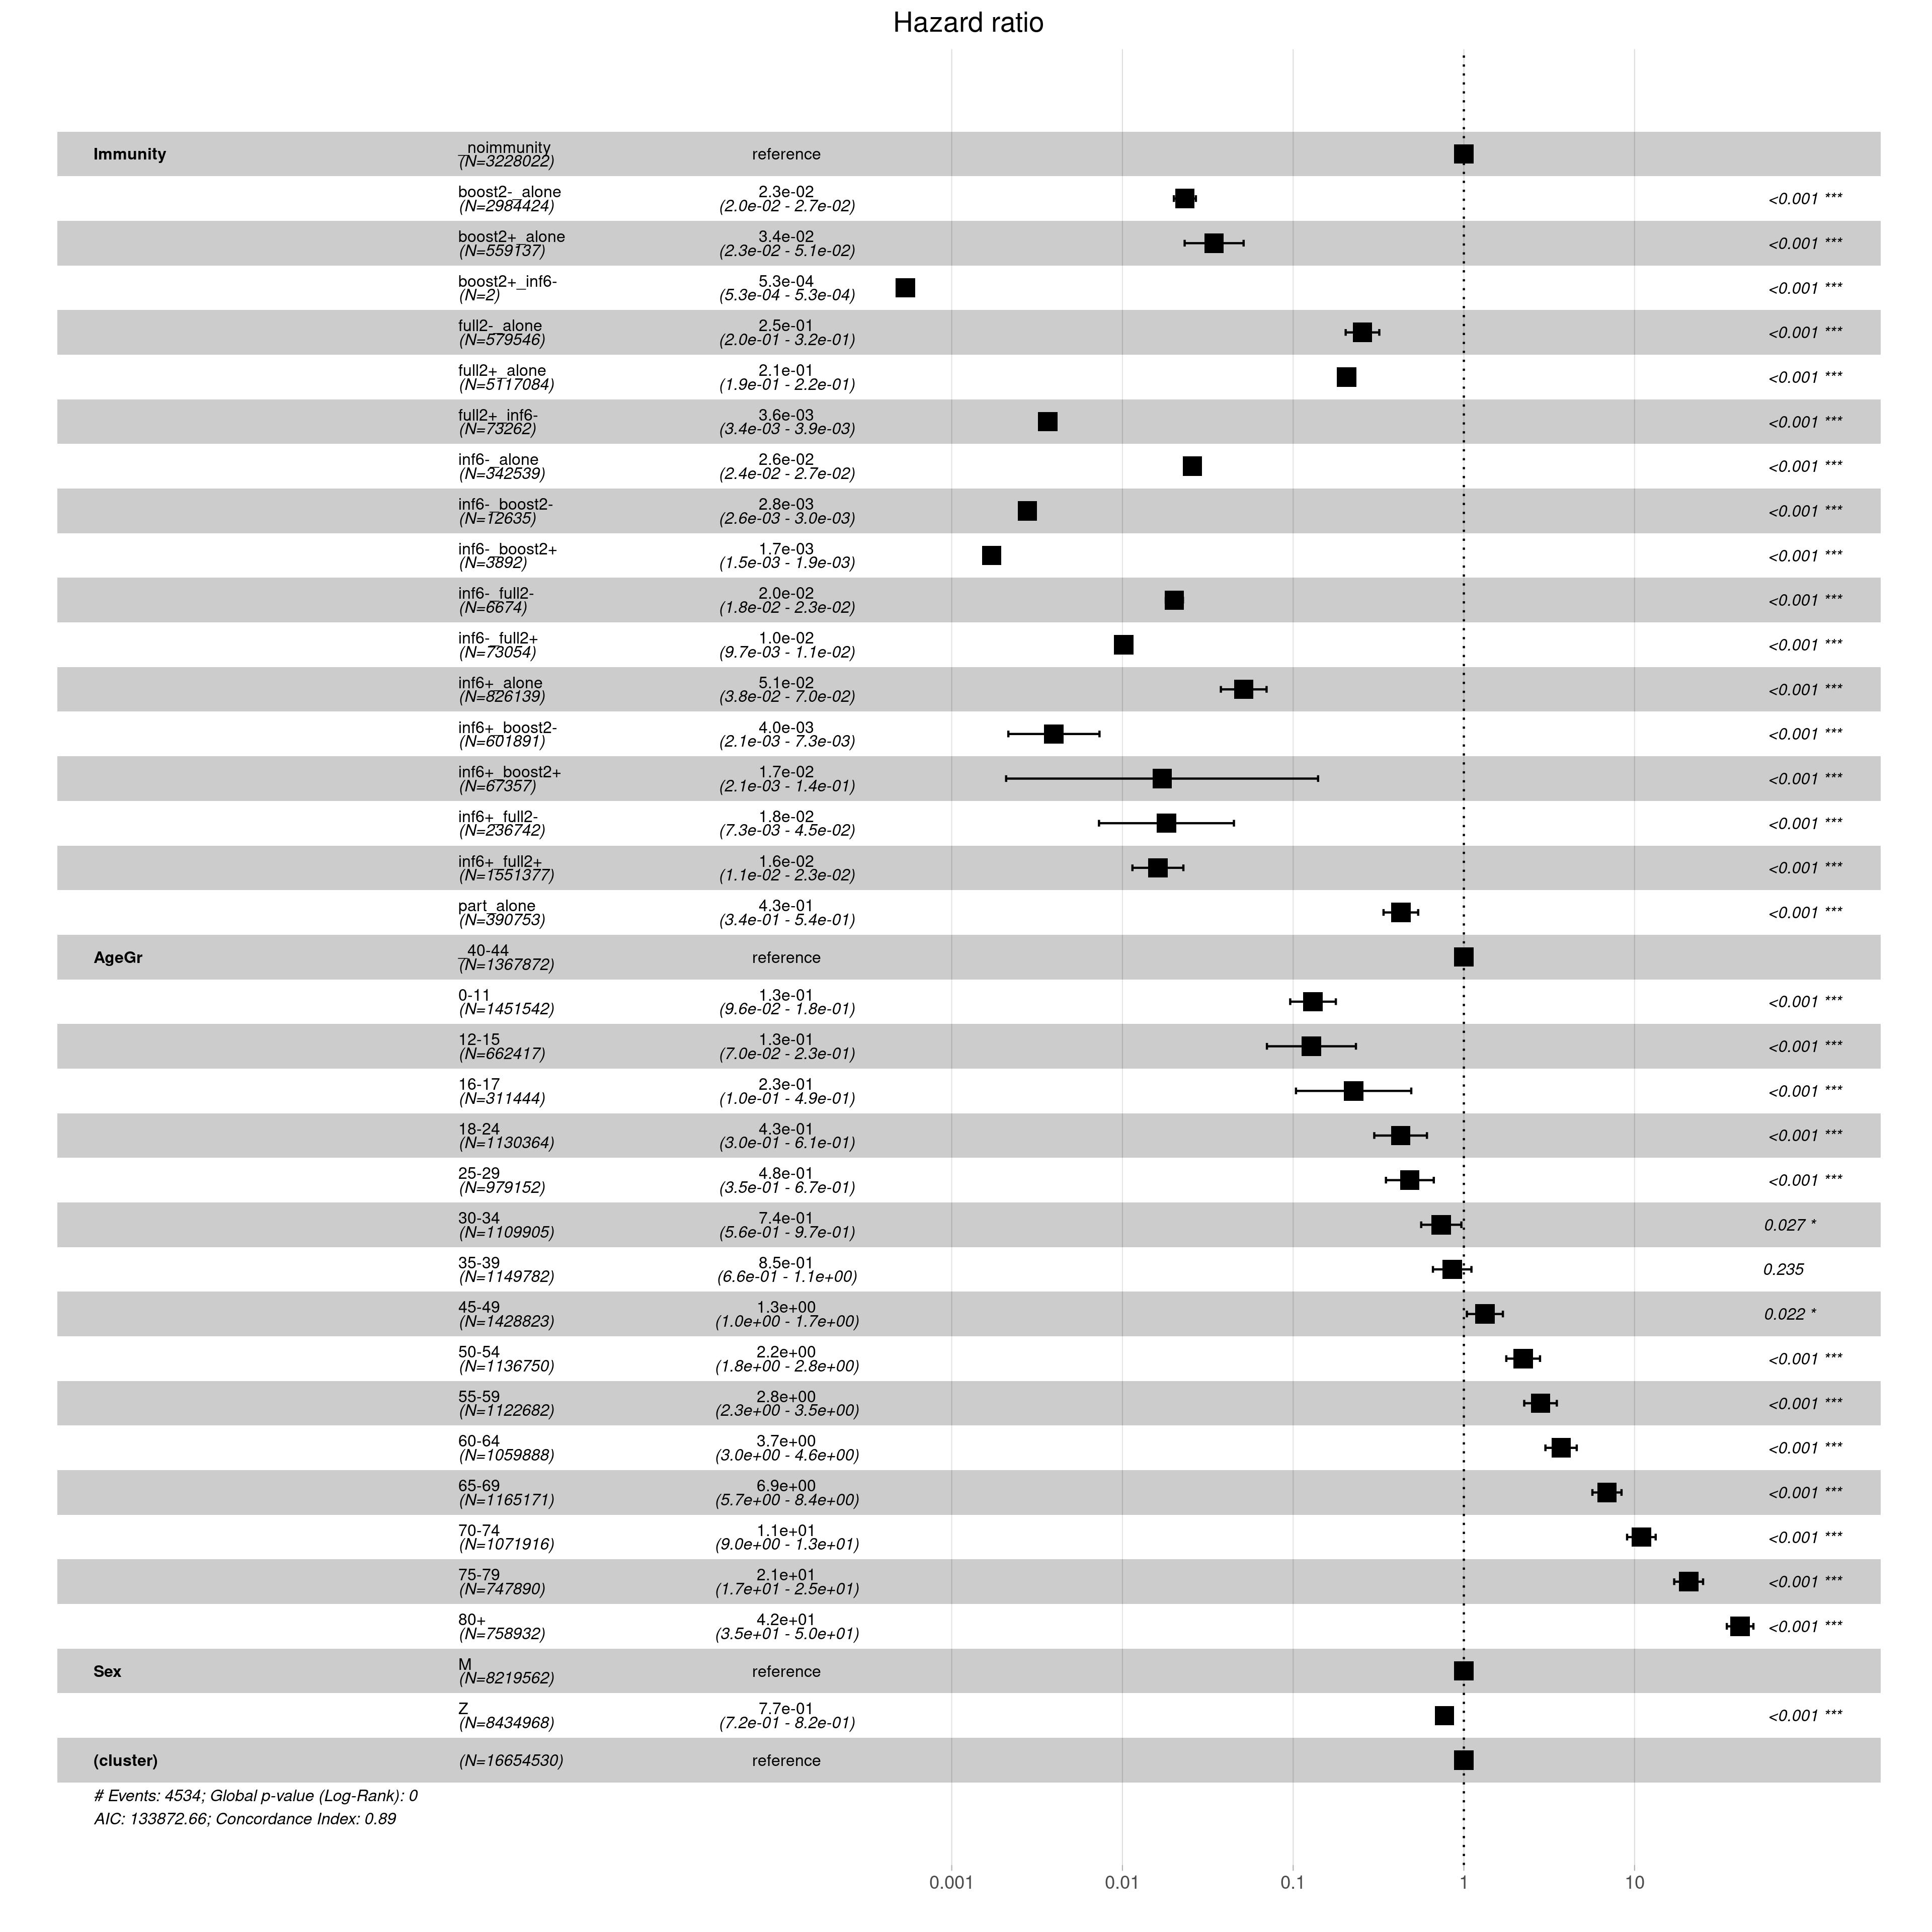 Hazard ratio
Immunity
_noimmunity
(N=3228022)
reference
boost2-_alone
(N=2984424)
2.3e-02
(2.0e-02 - 2.7e-02)
<0.001 ***
boost2+_alone
(N=559137)
3.4e-02
(2.3e-02 - 5.1e-02)
<0.001 ***
boost2+_inf6-
(N=2)
5.3e-04
(5.3e-04 - 5.3e-04)
<0.001 ***
full2-_alone
(N=579546)
2.5e-01
(2.0e-01 - 3.2e-01)
<0.001 ***
full2+_alone
(N=5117084)
2.1e-01
(1.9e-01 - 2.2e-01)
<0.001 ***
full2+_inf6-
(N=73262)
3.6e-03
(3.4e-03 - 3.9e-03)
<0.001 ***
inf6-_alone
(N=342539)
2.6e-02
(2.4e-02 - 2.7e-02)
<0.001 ***
inf6-_boost2-
(N=12635)
2.8e-03
(2.6e-03 - 3.0e-03)
<0.001 ***
inf6-_boost2+
(N=3892)
1.7e-03
(1.5e-03 - 1.9e-03)
<0.001 ***
inf6-_full2-
(N=6674)
2.0e-02
(1.8e-02 - 2.3e-02)
<0.001 ***
inf6-_full2+
(N=73054)
1.0e-02
(9.7e-03 - 1.1e-02)
<0.001 ***
inf6+_alone
(N=826139)
5.1e-02
(3.8e-02 - 7.0e-02)
<0.001 ***
inf6+_boost2-
(N=601891)
4.0e-03
(2.1e-03 - 7.3e-03)
<0.001 ***
inf6+_boost2+
(N=67357)
1.7e-02
(2.1e-03 - 1.4e-01)
<0.001 ***
inf6+_full2-
(N=236742)
1.8e-02
(7.3e-03 - 4.5e-02)
<0.001 ***
inf6+_full2+
(N=1551377)
1.6e-02
(1.1e-02 - 2.3e-02)
<0.001 ***
part_alone
(N=390753)
4.3e-01
(3.4e-01 - 5.4e-01)
<0.001 ***
AgeGr
_40-44
(N=1367872)
reference
0-11
(N=1451542)
1.3e-01
(9.6e-02 - 1.8e-01)
<0.001 ***
12-15
(N=662417)
1.3e-01
(7.0e-02 - 2.3e-01)
<0.001 ***
16-17
(N=311444)
2.3e-01
(1.0e-01 - 4.9e-01)
<0.001 ***
18-24
(N=1130364)
4.3e-01
(3.0e-01 - 6.1e-01)
<0.001 ***
25-29
(N=979152)
4.8e-01
(3.5e-01 - 6.7e-01)
<0.001 ***
30-34
(N=1109905)
7.4e-01
(5.6e-01 - 9.7e-01)
0.027 *
35-39
(N=1149782)
8.5e-01
(6.6e-01 - 1.1e+00)
0.235
45-49
(N=1428823)
1.3e+00
(1.0e+00 - 1.7e+00)
0.022 *
50-54
(N=1136750)
2.2e+00
(1.8e+00 - 2.8e+00)
<0.001 ***
55-59
(N=1122682)
2.8e+00
(2.3e+00 - 3.5e+00)
<0.001 ***
60-64
(N=1059888)
3.7e+00
(3.0e+00 - 4.6e+00)
<0.001 ***
65-69
(N=1165171)
6.9e+00
(5.7e+00 - 8.4e+00)
<0.001 ***
70-74
(N=1071916)
1.1e+01
(9.0e+00 - 1.3e+01)
<0.001 ***
75-79
(N=747890)
2.1e+01
(1.7e+01 - 2.5e+01)
<0.001 ***
80+
(N=758932)
4.2e+01
(3.5e+01 - 5.0e+01)
<0.001 ***
Sex
M
(N=8219562)
reference
Z
(N=8434968)
7.7e-01
(7.2e-01 - 8.2e-01)
<0.001 ***
(cluster)
(N=16654530)
reference
# Events: 4534; Global p-value (Log-Rank): 0
AIC: 133872.66; Concordance Index: 0.89
0.001
0.01
0.1
1
10